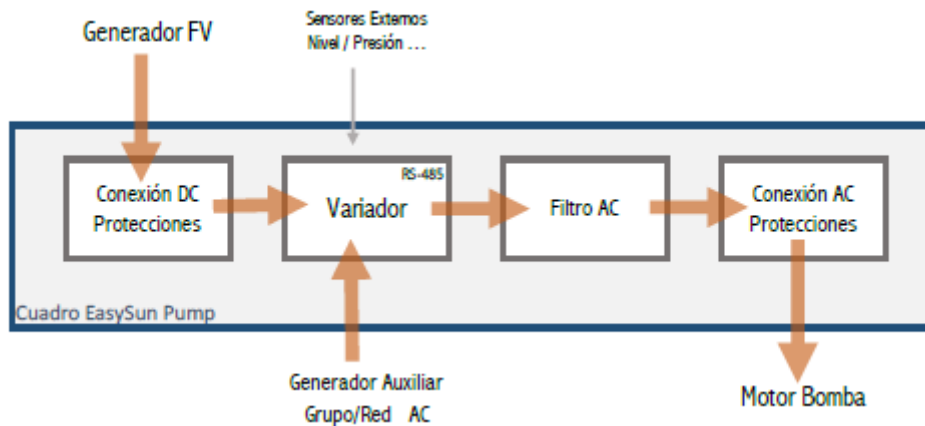 Generador FV
Sensores Externos
Nivel / Presión ...
Conexión DC
Protecciones
RS-485
Variador
Filtro AC
Conexión AC
Protecciones
Cuadro EasySun Pump
Generador Auxiliar
Grupo/Red AC
Motor Bomba